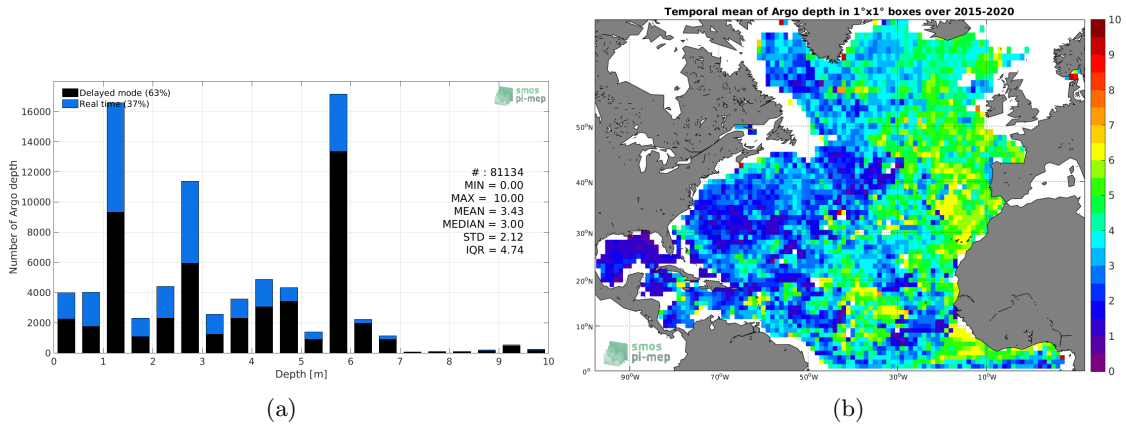 Delayed mode (63%)
Real time (37%)
smos
pi-mep
16000
14000
12000
10000
8000
6000
4000
2000
0
Number of Argo depth
# : 81134
MIN = 0.00
MAX = 10.00
MEAN = 3.43
MEDIAN = 3.00
STD = 2.12
IQR = 4.74
0 1 2 3 4 5 6 7 8 9 10
Depth [m]
(a)
Temporal mean of Argo depth in 1°x1° boxes over 2015-2020
50°N
40°N
30°N
20°N
10°N
0°
90°W 70°W 50°W 30°W 10°W
smos
pi-mep
10
9
8
7
6
5
4
3
2
1
0
(b)